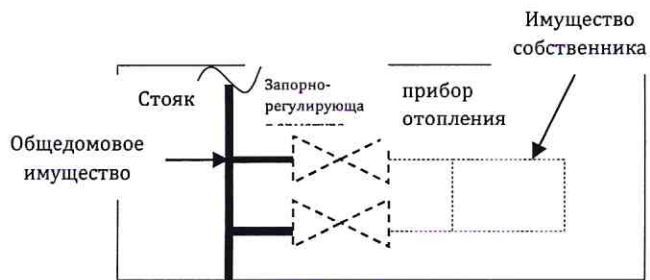 Имущество
собственника
Стояк
Запорно-
регулирующа
прибор
отопления
Общедомовое
имущество